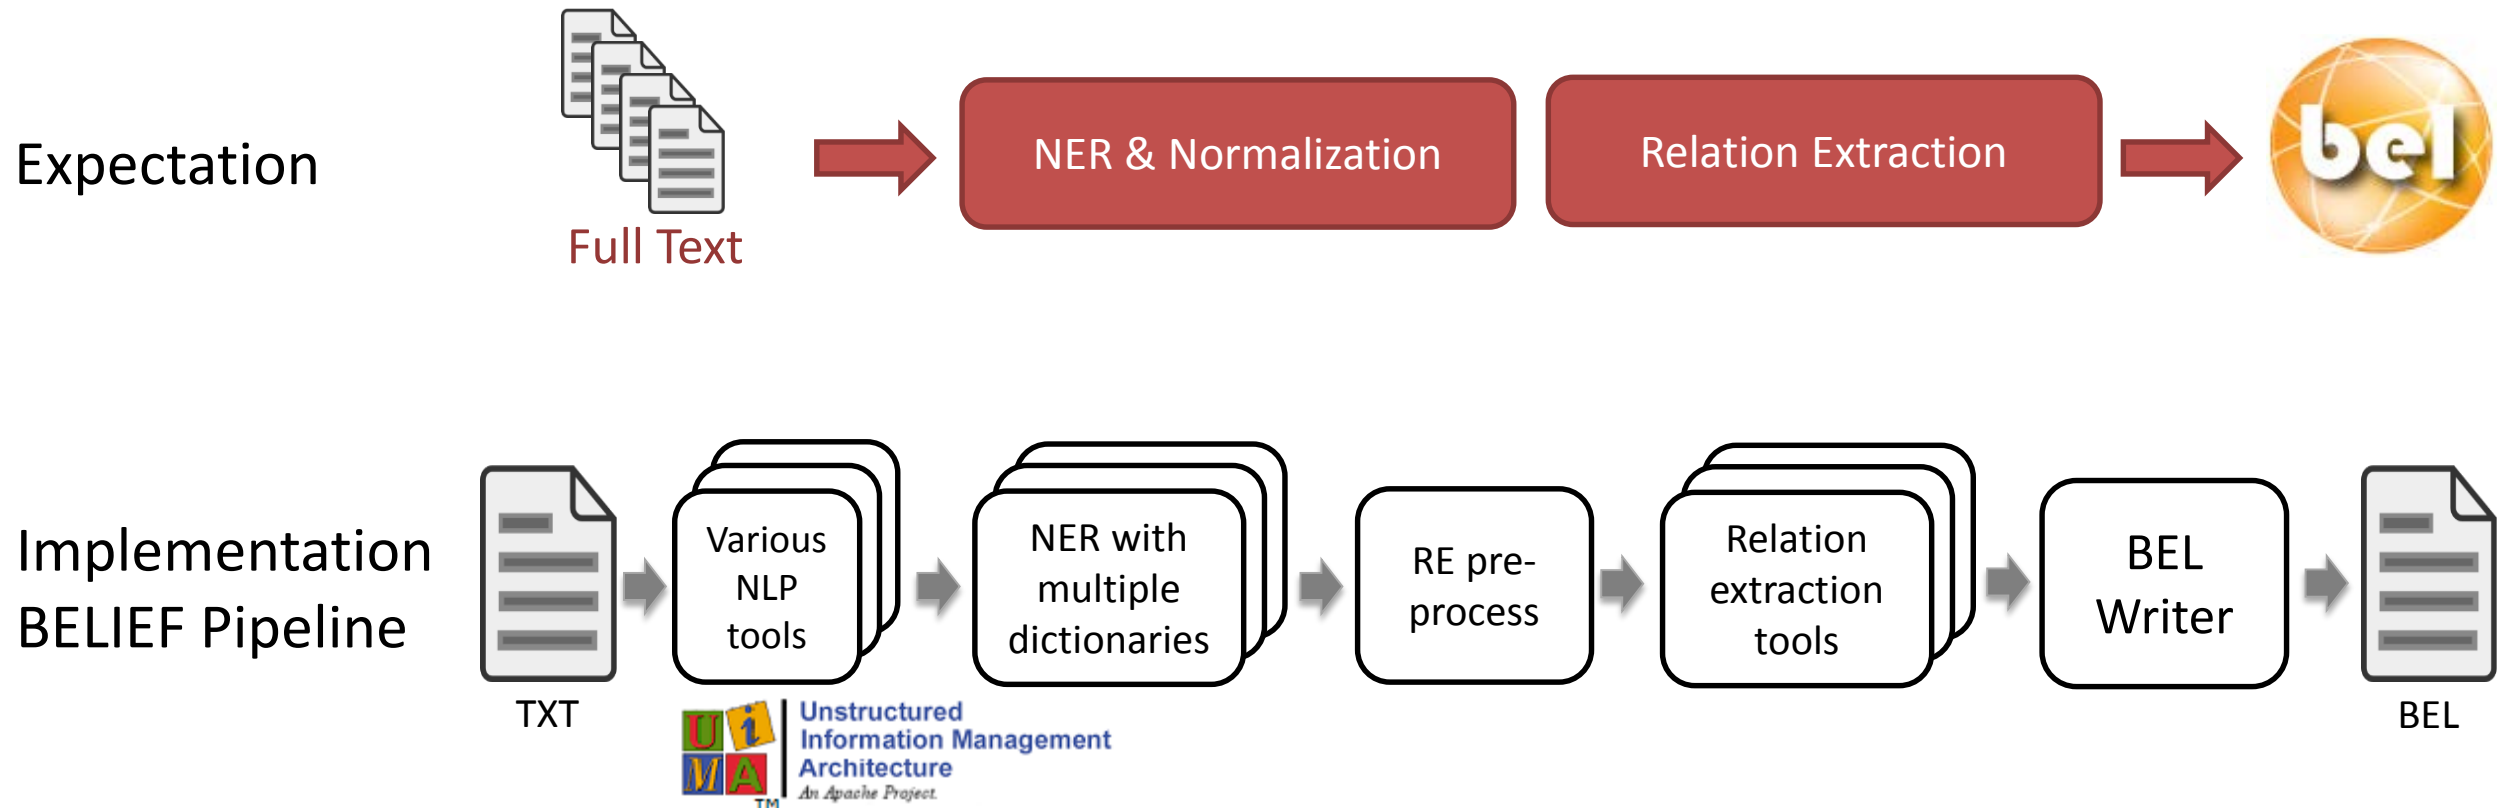 Expectation
Full Text
NER & Normalization
Relation Extraction
bel
Implementation
BELIEF Pipeline
TXT
Various
NLP
tools
NER with
multiple
dictionaries
RE pre-
process
Relation
extraction
tools
BEL
Writer
BEL
UiMA
TM
Unstructured
Information Management
Architecture
An Apache Project.